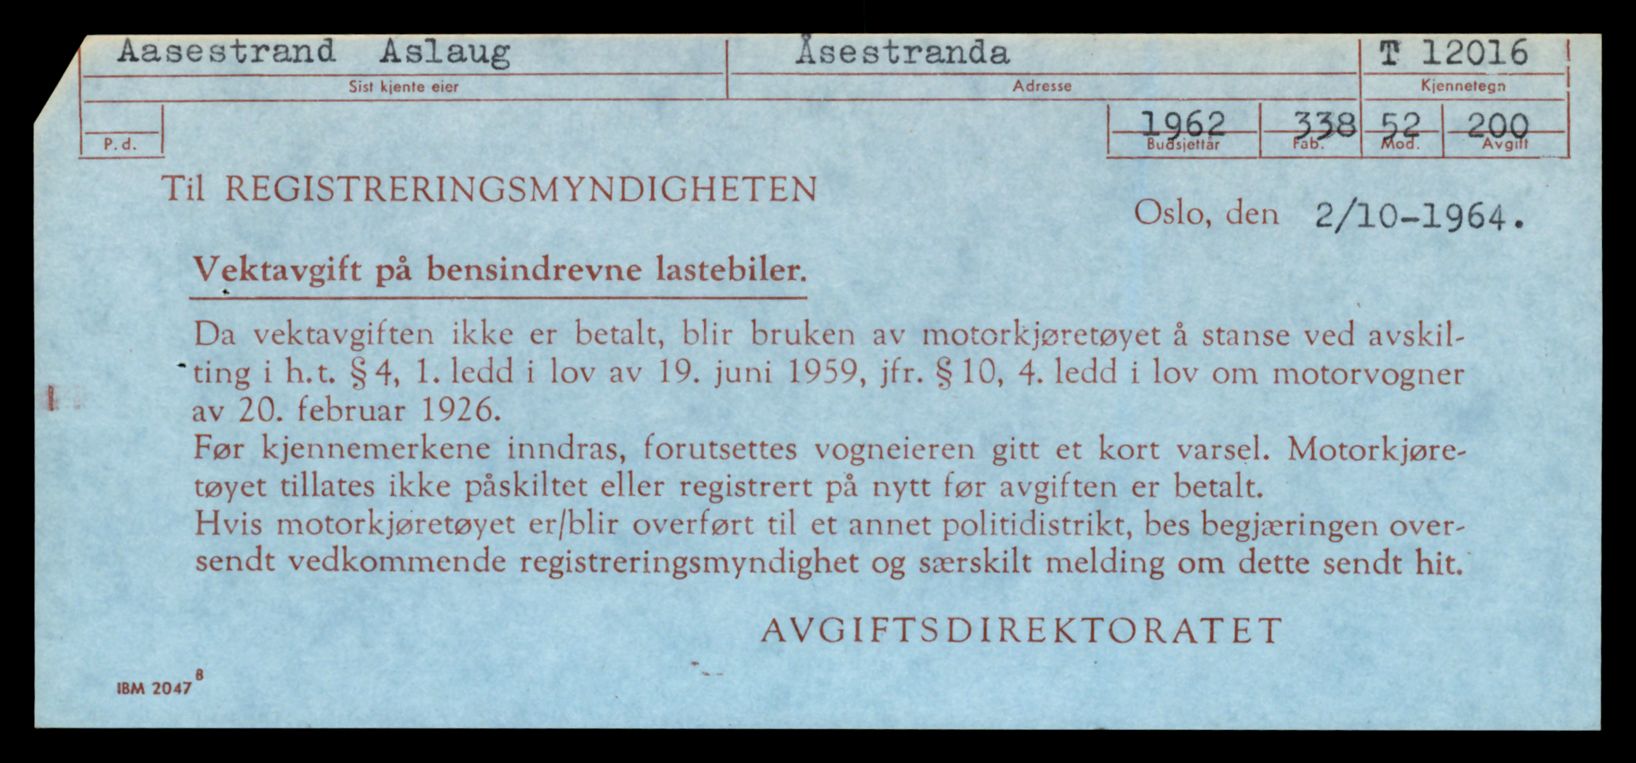 Aasestrand Aslaug Åsestranda T 12016
Sist kjente eier Adresse Kjennetegn
1962 338 52 200
P. d. Budsjettår Fab. Mod. Avgift
Til REGISTRERINGSMYNDIGHETEN
Oslo, den 2/10-1964.
Vektavgift på bensindrevne lastebiler.
Da vektavgiften ikke er betalt, blir bruken av motorkjøretøyet å stanse ved avskil-
ting i h.t. § 4, 1. ledd i lov av 19. juni 1959, jfr. § 10, 4. ledd i lov om motorvogner
av 20. februar 1926.
Før kjennemerkene inndras, forutsettes vogneieren gitt et kort varsel. Motorkjøre-
tøyet tillates ikke påskiltet eller registrert på nytt før avgiften er betalt.
Hvis motorkjøretøyet er/blir overført til et annet politidistrikt, bes begjæringen over-
sendt vedkommende registreringsmyndighet og særskilt melding om dette sendt hit.
AVGIFTSDIREKTORATET
IBM 2047 B